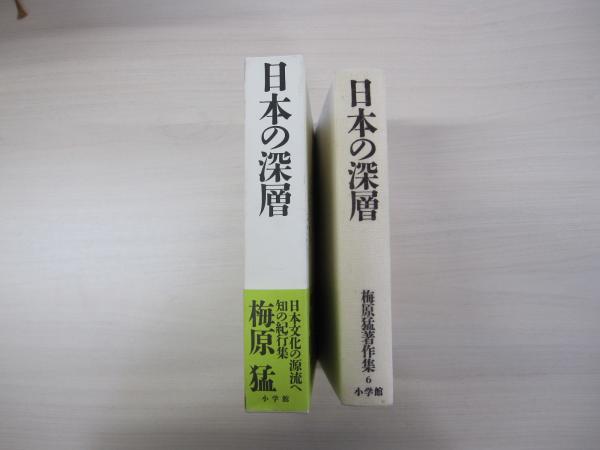 日本の深層
日本文化の源流へ
知の紀行集
梅原 猛
小学館
日本の深層
梅原猛著作集
6
小学館